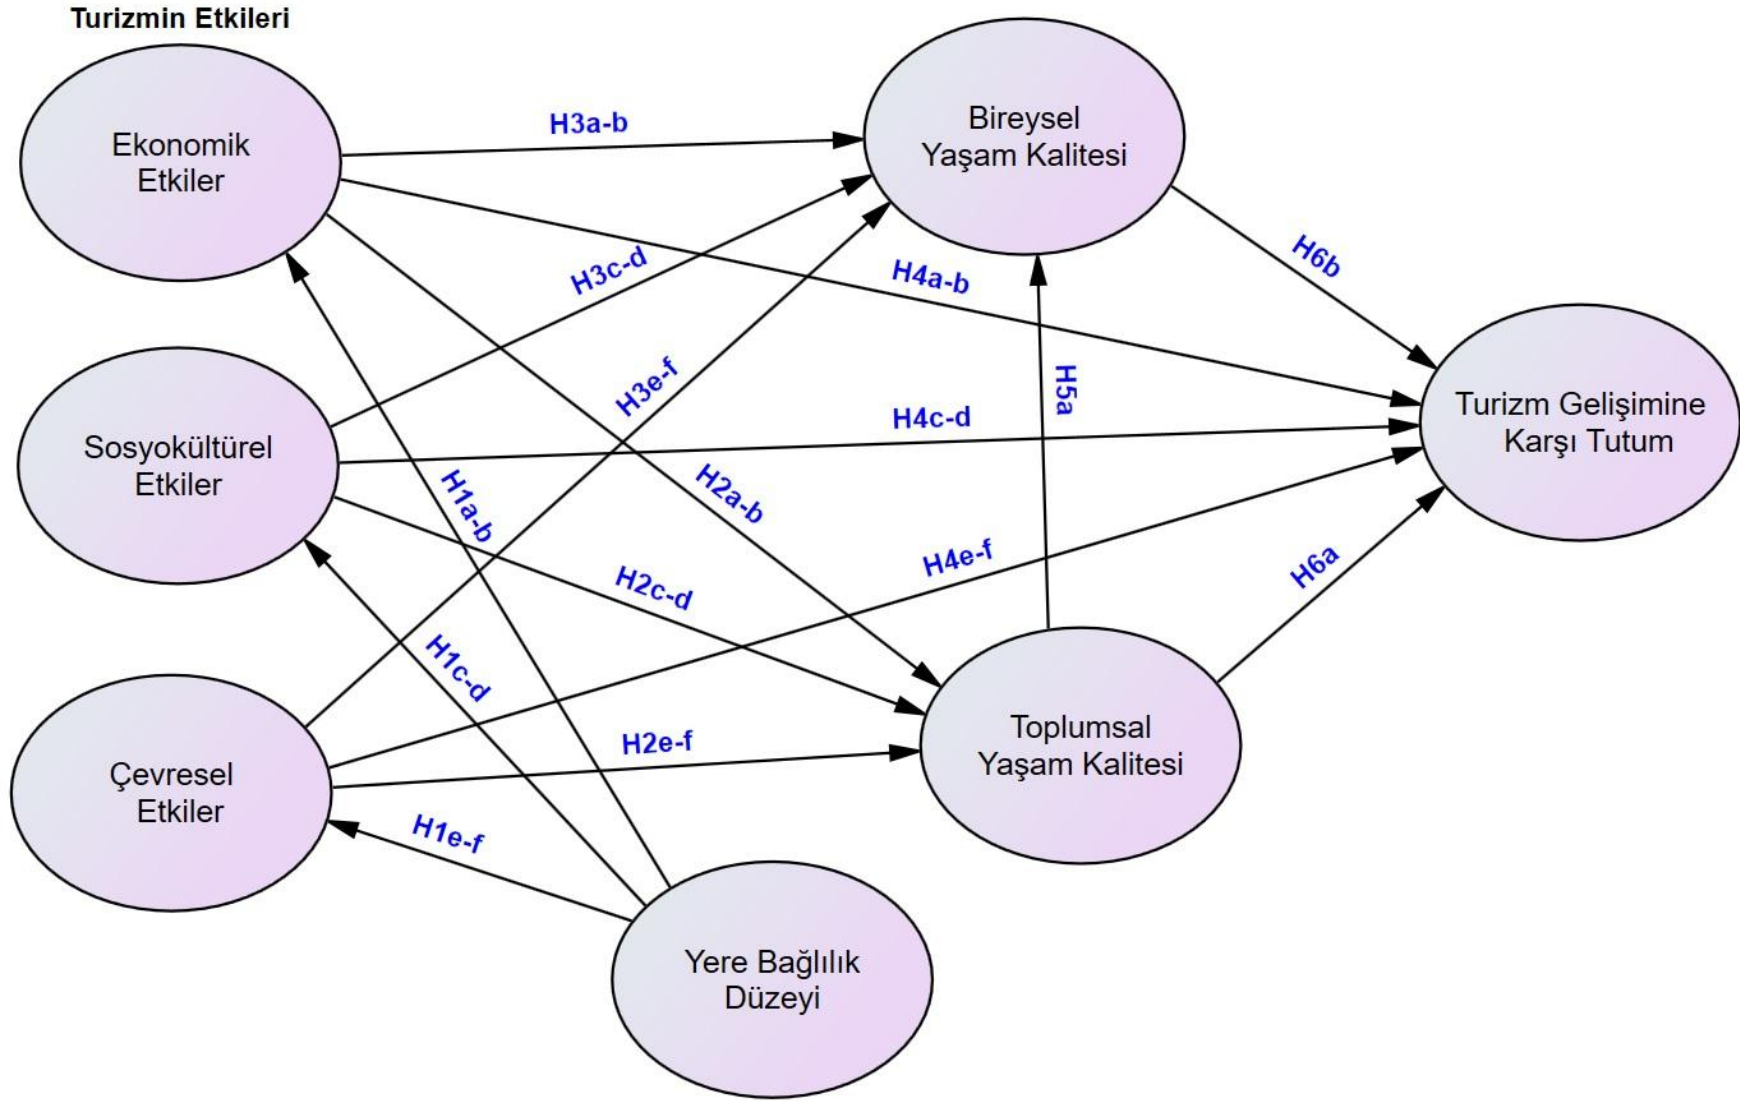 Turizmin Etkileri
Ekonomik
Etkiler
H3a-b
Bireysel
Yaşam Kalitesi
H6b
H3c-d
H4a-b
H3e-f
H5a
Turizm Gelişimine
Karşı Tutum
Sosyokültürel
Etkiler
H4c-d
H1a-b
H2a-b
H4e-f
H6a
H2c-d
H1c-d
Çevresel
Etkiler
H2e-f
Toplumsal
Yaşam Kalitesi
H1e-f
Yere Bağlılık
Düzeyi